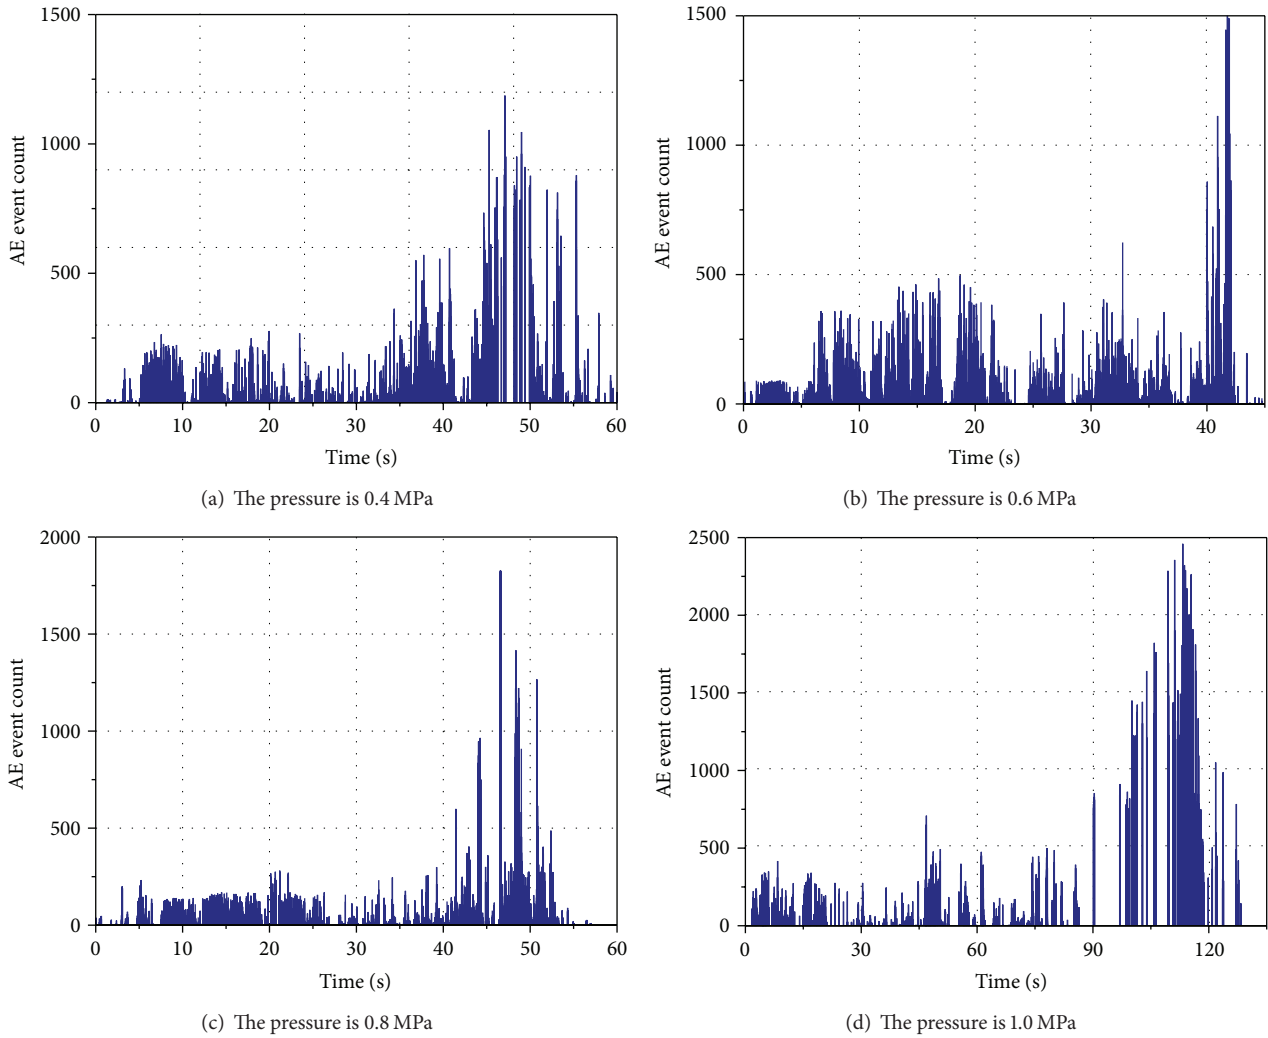 1500
1000
500
0
AE event count
0 10 20 30 40 50 60
Time (s)
(a) The pressure is 0.4 MPa
1500
1000
500
0
AE event count
0 10 20 30 40
Time (s)
(b) The pressure is 0.6 MPa
2000
1500
1000
500
0
AE event count
0 10 20 30 40 50 60
Time (s)
(c) The pressure is 0.8 MPa
2500
2000
1500
1000
500
0
AE event count
0 30 60 90 120
Time (s)
(d) The pressure is 1.0 MPa